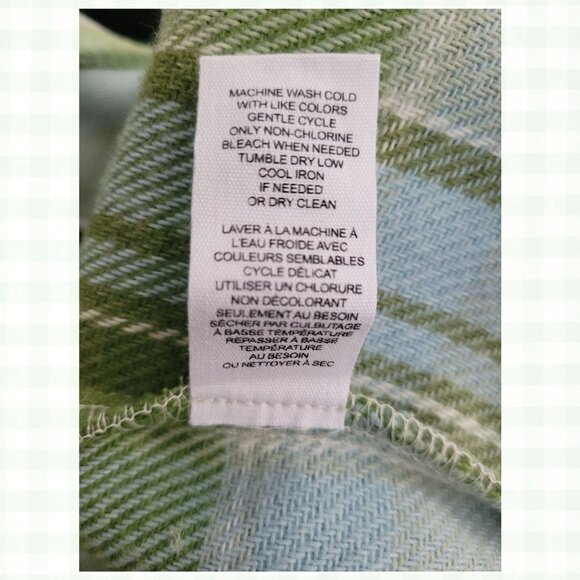 MACHINE WASH COLD
WITH LIKE COLORS
GENTLE CYCLE
ONLY NON-CHLORINE
BLEACH WHEN NEEDED
TUMBLE DRY LOW
COOL IRON
IF NEEDED
OR DRY CLEAN
LAVER À LA MACHINE À
L'EAU FROIDE AVEC
COULEURS SEMBLABLES
CYCLE DÉLICAT
UTILISER UN CHLORURE
NON DÉCOLORANT
SEULEMENT AU BESOIN
SÉCHER PAR CULBUTAGE
À BASSE TEMPÉRATURE
REPASSER À BASSE
TEMPÉRATURE
AU BESOIN
OU NETTOYER À SEC